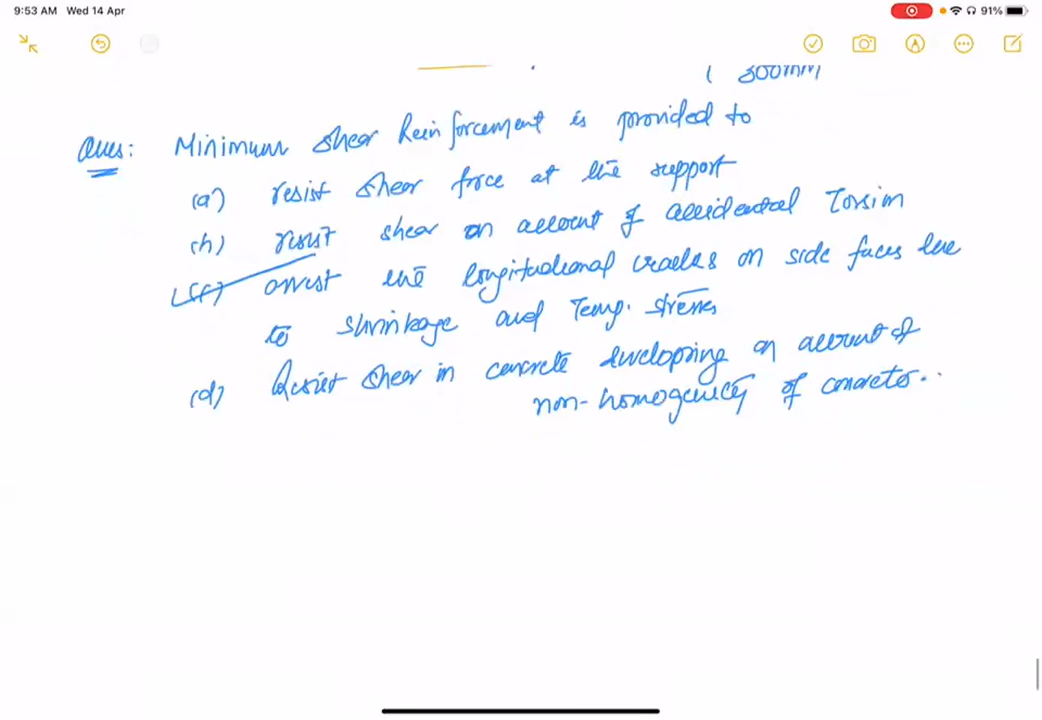 9:53 AM Wed 14 Apr
91%
300mm
Ques: Minimum shear Reinforcement is provided to
(a) resist shear force at the support
(b) resist shear on account of accidental Torsion
(c) arrest the longitudinal cracks on side faces due
to shrinkage and Temp. stresses
(d) Resist shear in concrete developing on account of
non-homogeneity of concrete..